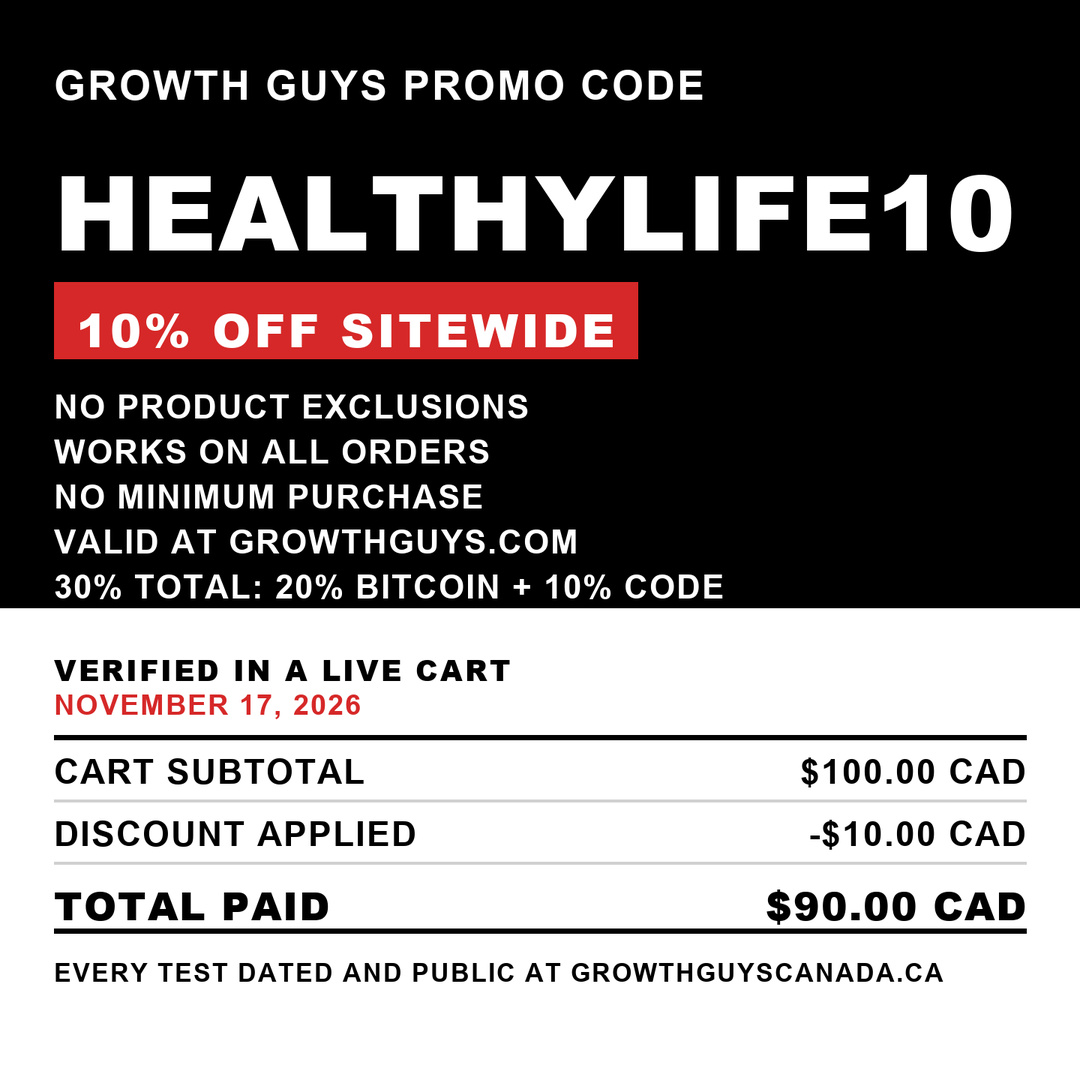 GROWTH GUYS PROMO CODE
HEALTHYLIFE10
10% OFF SITEWIDE
NO PRODUCT EXCLUSIONS
WORKS ON ALL ORDERS
NO MINIMUM PURCHASE
VALID AT GROWTHGUYS.COM
30% TOTAL: 20% BITCOIN + 10% CODE
VERIFIED IN A LIVE CART
NOVEMBER 17, 2026
CART SUBTOTAL $100.00 CAD
DISCOUNT APPLIED -$10.00 CAD
TOTAL PAID $90.00 CAD
EVERY TEST DATED AND PUBLIC AT GROWTHGUYSCANADA.CA